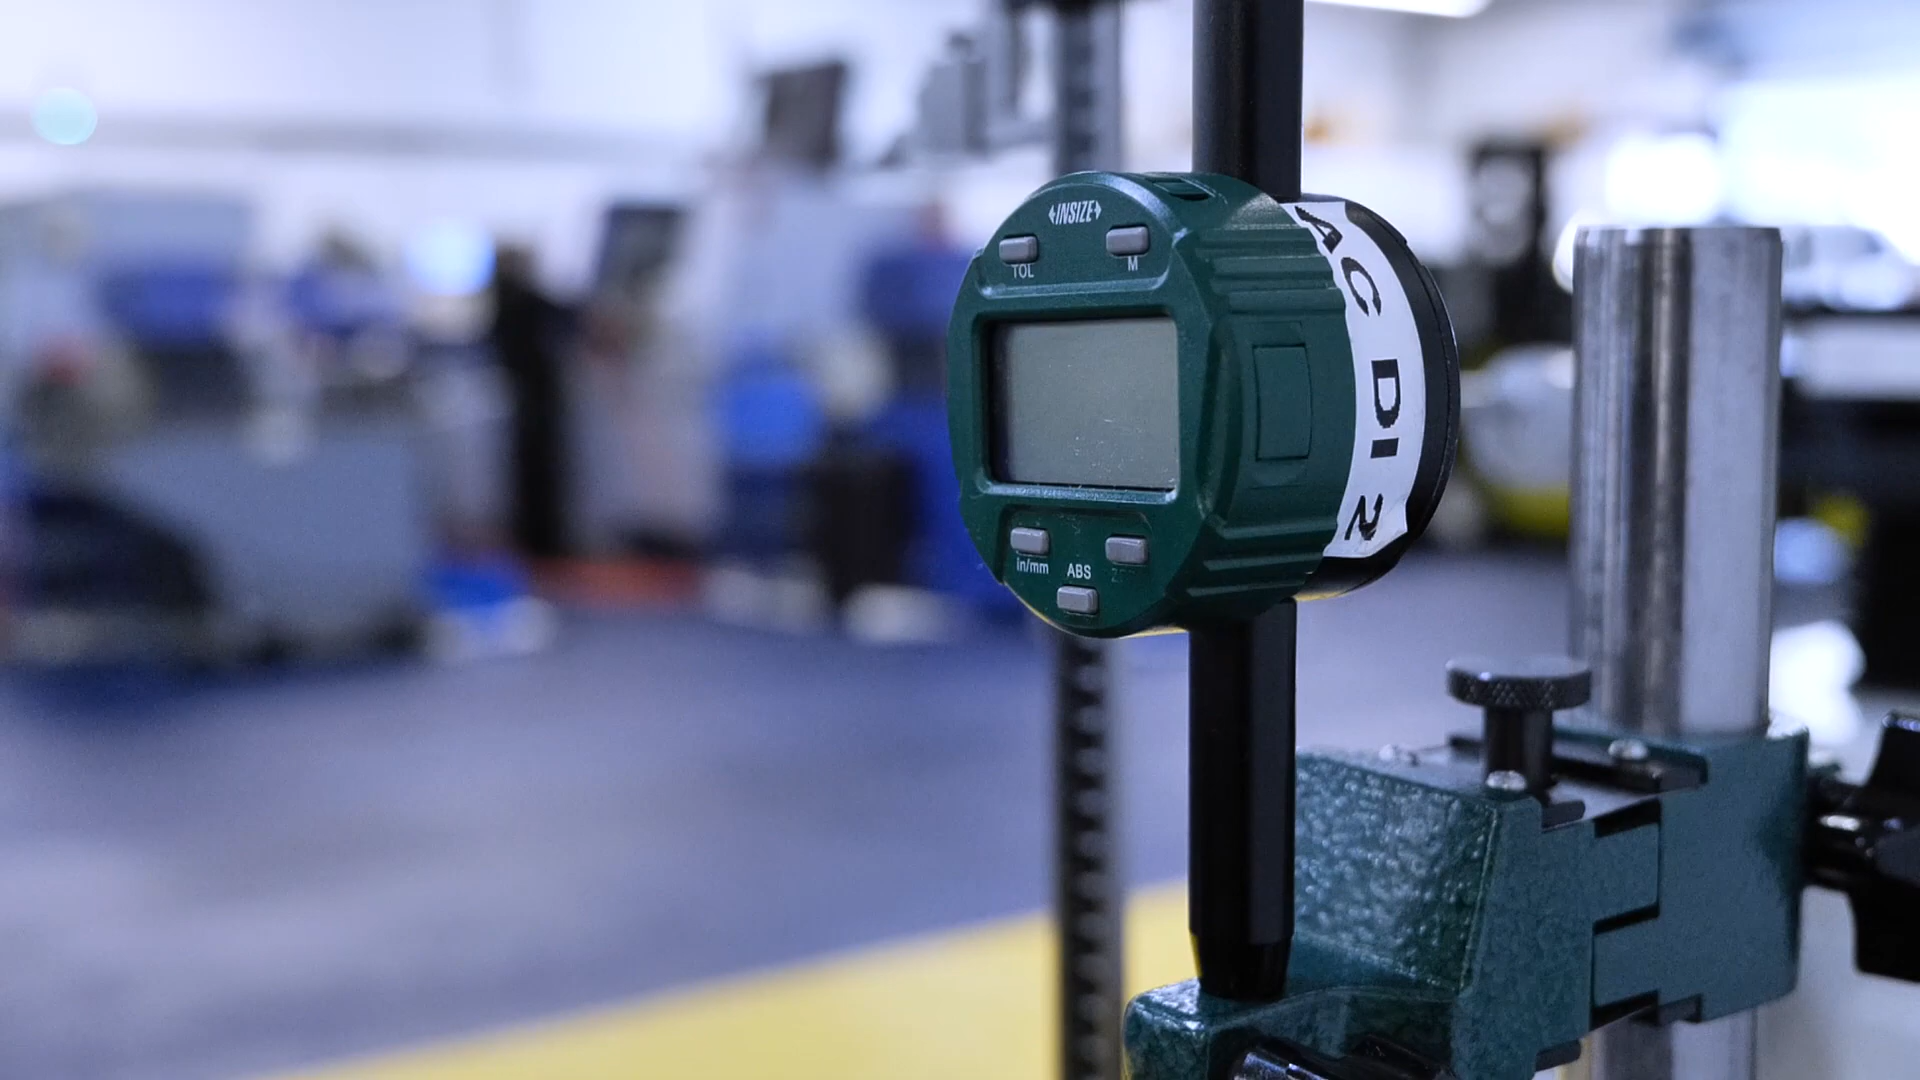 INSIZE
TOL
M
in/mm
ABS
AC DI 2